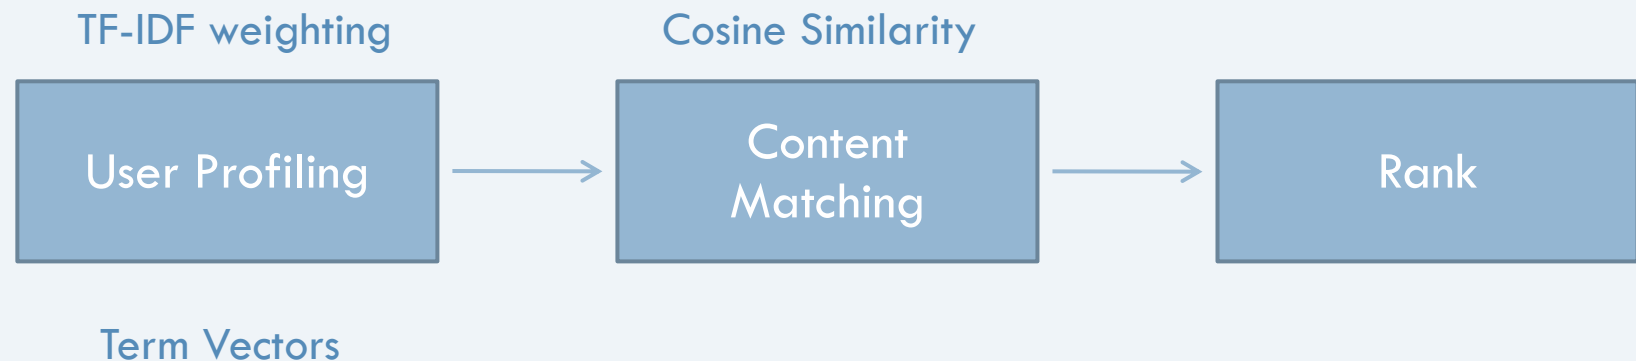 TF-IDF weighting
Cosine Similarity
User Profiling
Content
Matching
Rank
Term Vectors